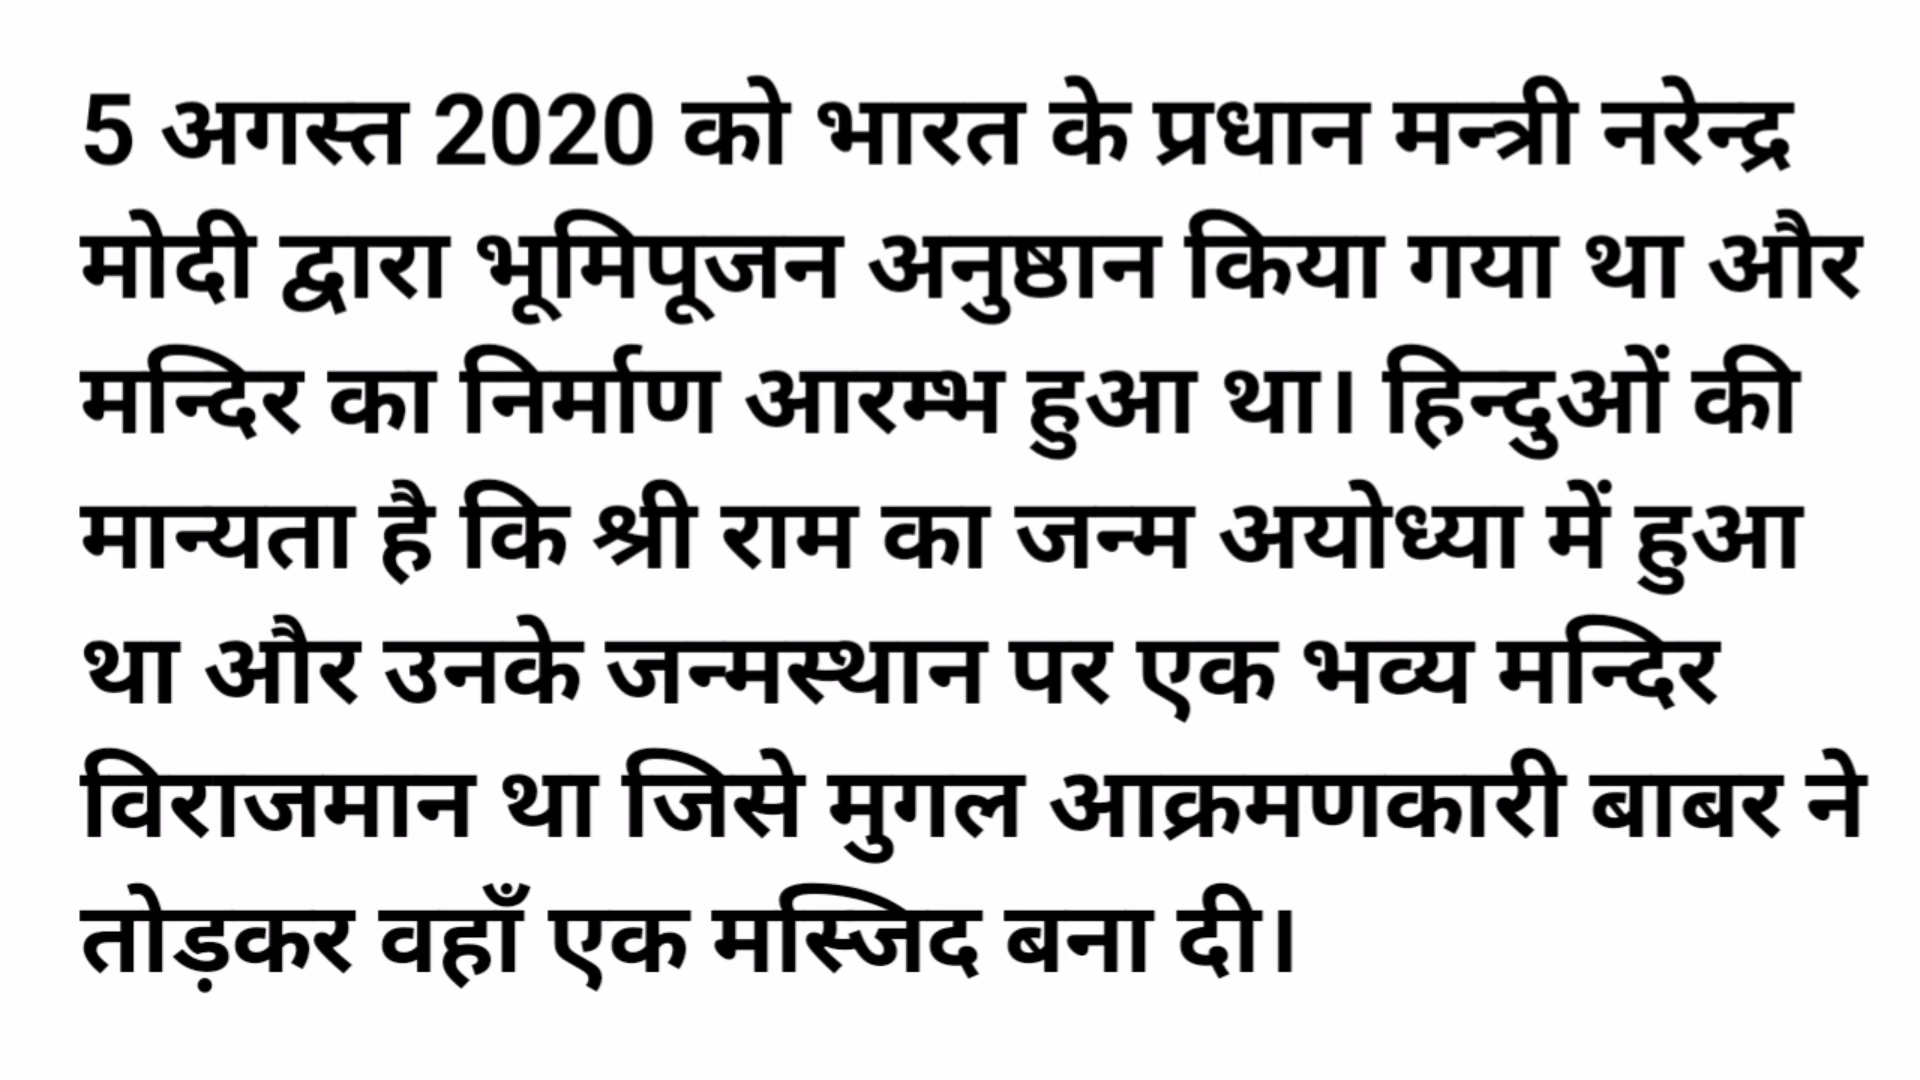 5 अगस्त 2020 को भारत के प्रधान मन्त्री नरेन्द्र
मोदी द्वारा भूमिपूजन अनुष्ठान किया गया था और
मन्दिर का निर्माण आरम्भ हुआ था। हिन्दुओं की
मान्यता है कि श्री राम का जन्म अयोध्या में हुआ
था और उनके जन्मस्थान पर एक भव्य मन्दिर
विराजमान था जिसे मुगल आक्रमणकारी बाबर ने
तोड़कर वहाँ एक मस्जिद बना दी।